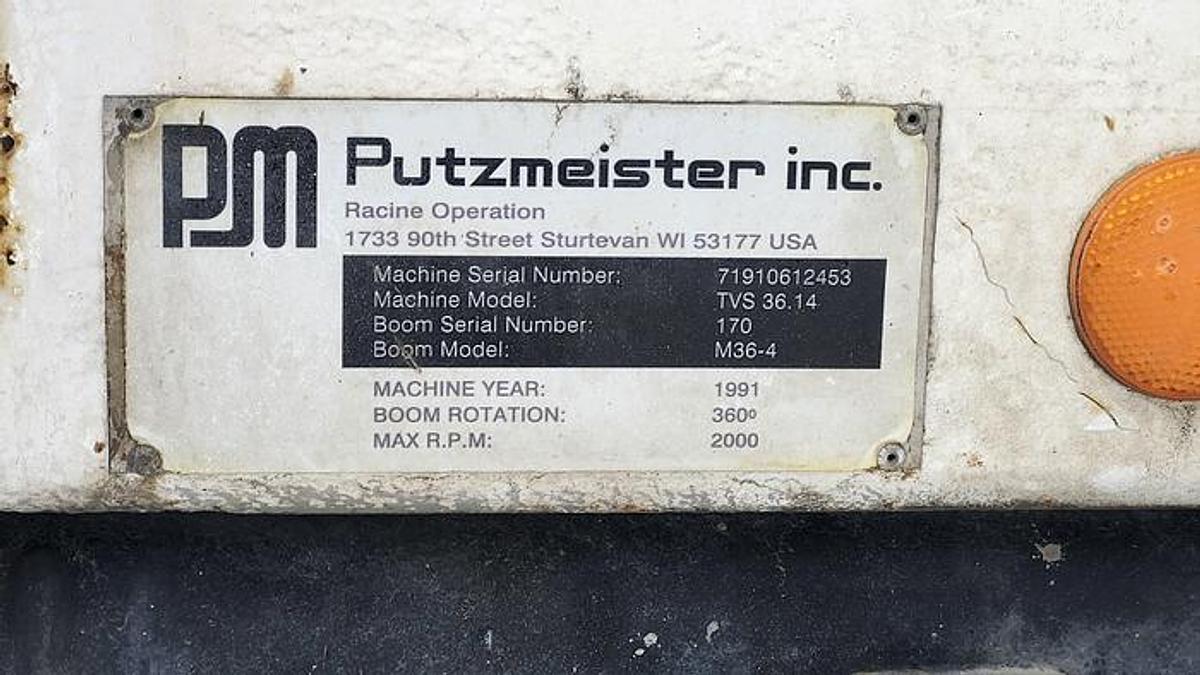 PM Putzmeister inc.
Racine Operation
1733 90th Street Sturtevan WI 53177 USA
Machine Serial Number: 71910612453
Machine Model: TVS 36.14
Boom Serial Number: 170
Boom Model: M36-4
MACHINE YEAR: 1991
BOOM ROTATION: 360º
MAX R.P.M: 2000